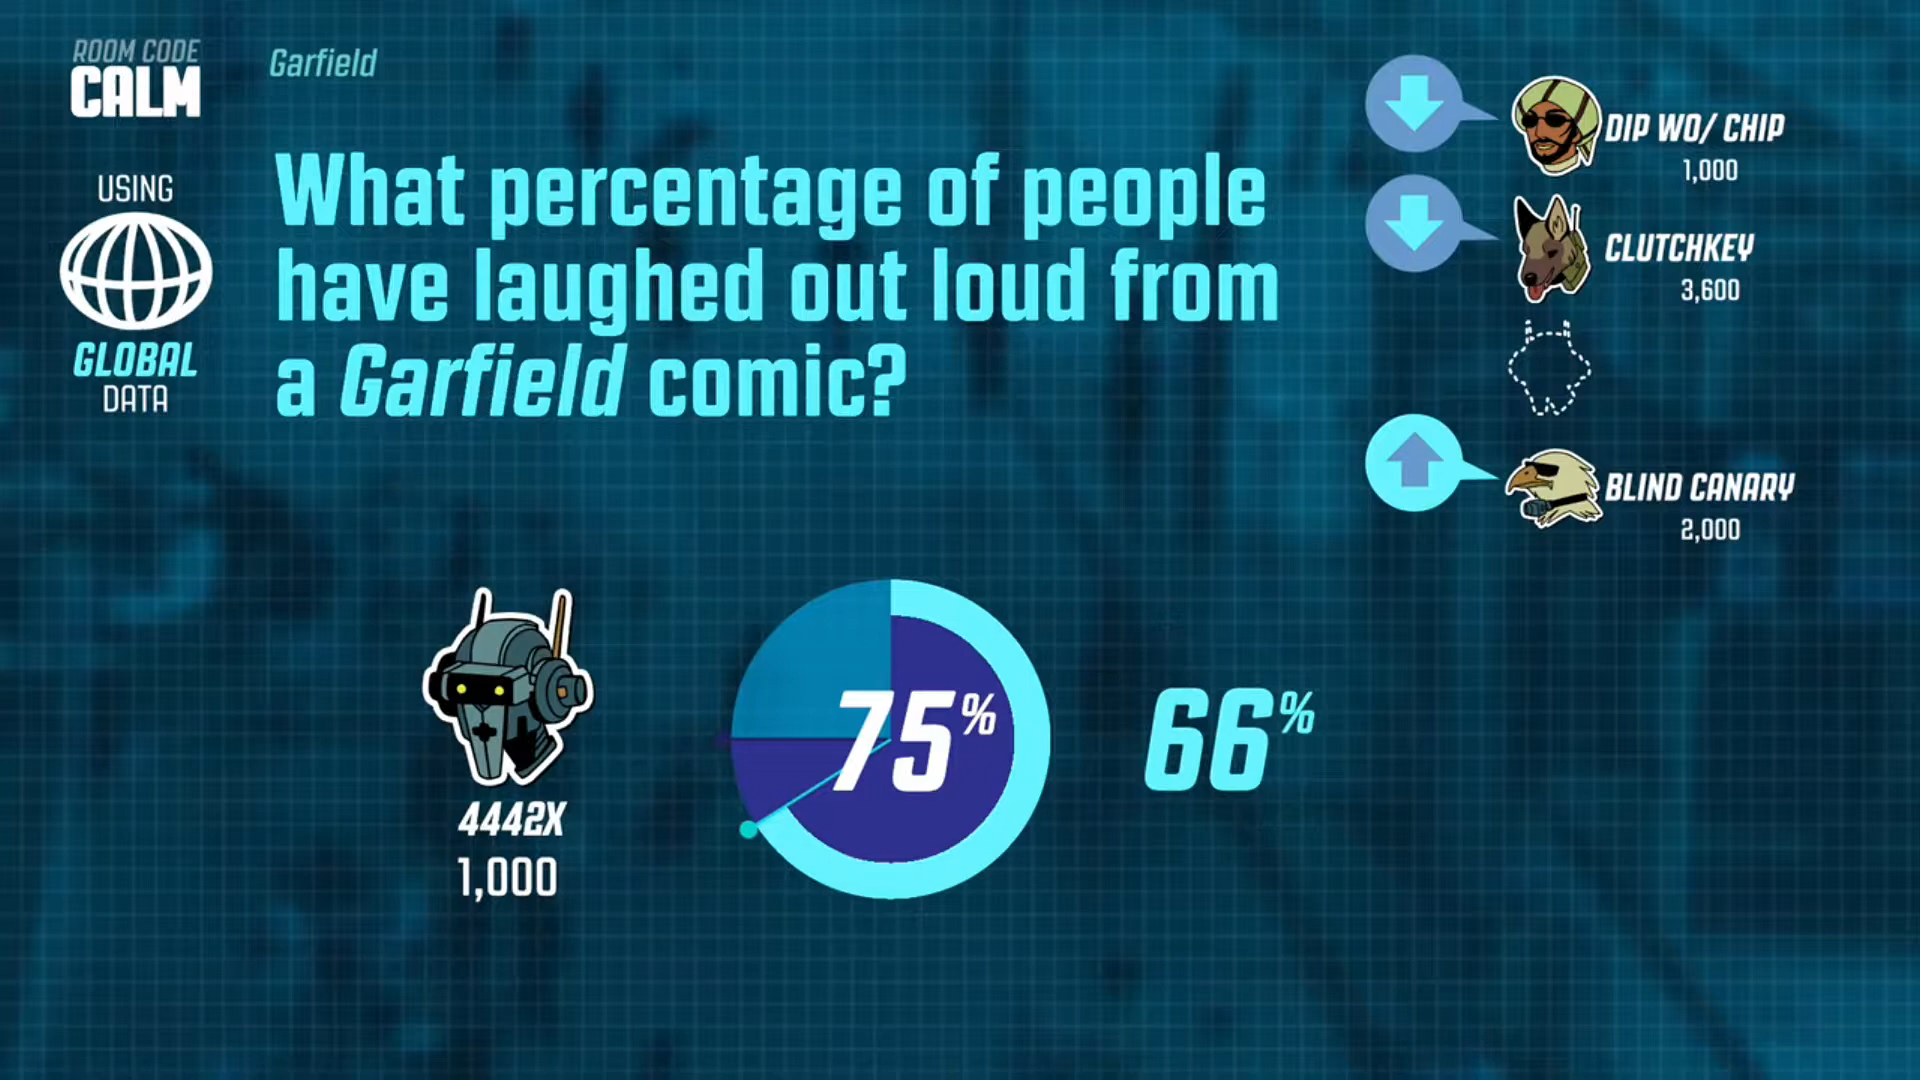 ROOM CODE
CALM
USING
GLOBAL
DATA
Garfield
What percentage of people
have laughed out loud from
a Garfield comic?
DIP WO/ CHIP
1,000
CLUTCHKEY
3,600
BLIND CANARY
2,000
4442X
1,000
75%
66%